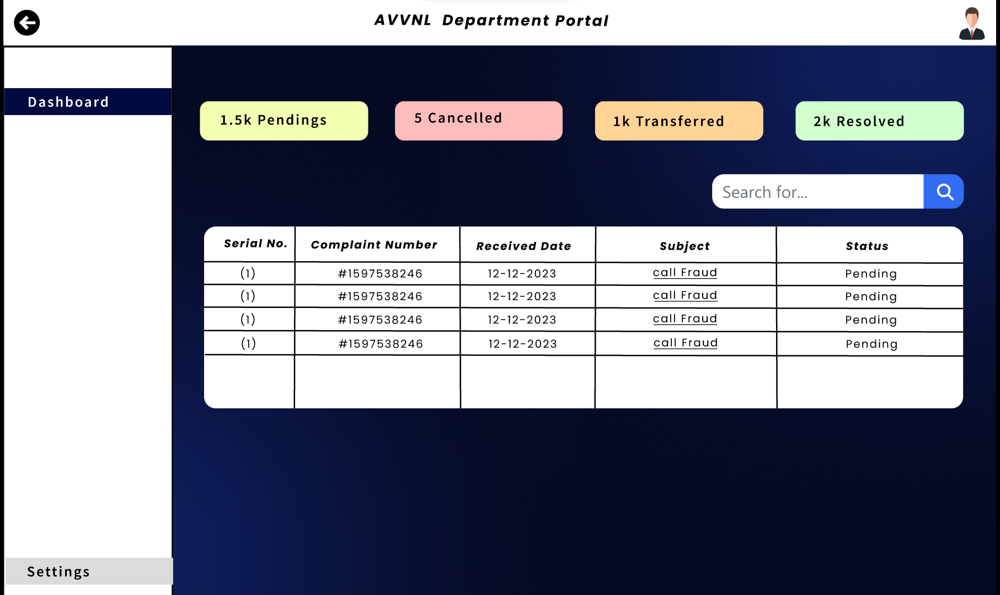 AVVNL Department Portal
Dashboard
1.5k Pendings
5 Cancelled
1k Transferred
2k Resolved
Search for...
Serial No. Complaint Number Received Date Subject Status
(1) #1597538246 12-12-2023 call Fraud Pending
(1) #1597538246 12-12-2023 call Fraud Pending
(1) #1597538246 12-12-2023 call Fraud Pending
(1) #1597538246 12-12-2023 call Fraud Pending
Settings